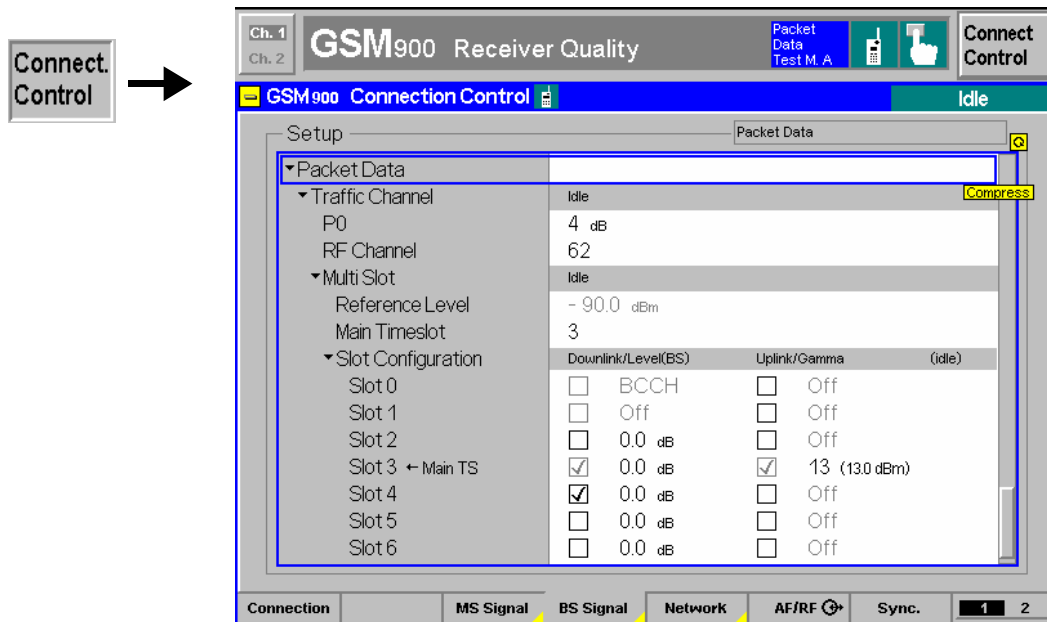 Connect.
Control
Ch. 1
Ch. 2
GSM900 Receiver Quality
Packet
Data
Test M. A
Connect
Control
GSM900 Connection Control
Idle
Setup
Packet Data
Packet Data
Compress
Traffic Channel Idle
P0 4 dB
RF Channel 62
Multi Slot Idle
Reference Level - 90.0 dBm
Main Timeslot 3
Slot Configuration Downlink/Level(BS) Uplink/Gamma (idle)
Slot 0 BCCH Off
Slot 1 Off Off
Slot 2 0.0 dB Off
Slot 3 ← Main TS 0.0 dB 13 (13.0 dBm)
Slot 4 0.0 dB Off
Slot 5 0.0 dB Off
Slot 6 0.0 dB Off
Connection MS Signal BS Signal Network AF/RF Sync. 1 2